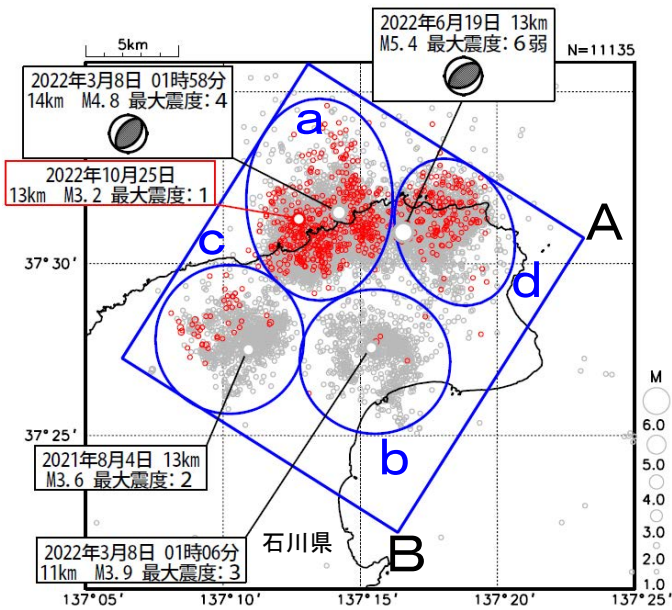 5km
2022年6月19日 13km
M5.4 最大震度:6弱
N=11135
2022年3月8日 01時58分
14km M4.8 最大震度:4
2022年10月25日
13km M3.2 最大震度:1
a
A
c
d
37°30’
M
6.0
5.0
4.0
3.0
2.0
1.0
37°25’
b
2021年8月4日 13km
M3.6 最大震度:2
2022年3月8日 01時06分
11km M3.9 最大震度:3
石川県
B
137°05’
137°10’
137°15’
137°20’
137°25’